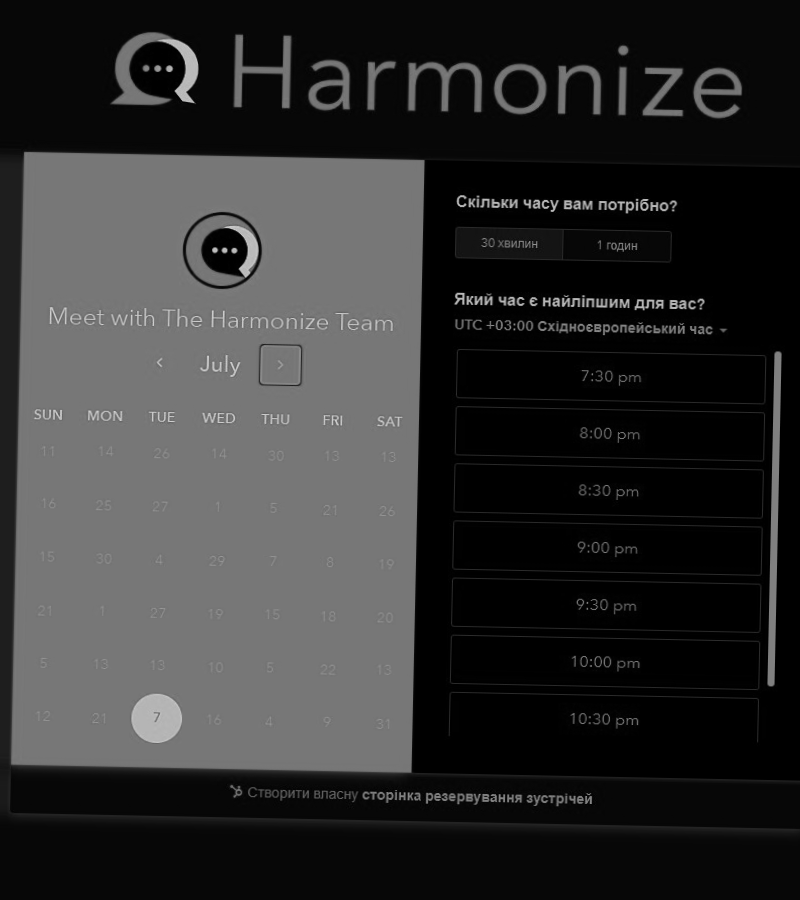 Harmonize
Meet with The Harmonize Team
July
SUN MON TUE WED THU FRI SAT
11 14 26 14 30 13 13
16 25 27 1 5 21 26
15 30 4 29 7 8 19
21 1 27 19 15 18 20
5 13 13 10 5 22 13
12 21 7 16 4 9 31
Скільки часу вам потрібно?
30 хвилин 1 годин
Який час є найліпшим для вас?
UTC +03:00 Східноєвропейський час
7:30 pm
8:00 pm
8:30 pm
9:00 pm
9:30 pm
10:00 pm
10:30 pm
Створити власну сторінка резервування зустрічей